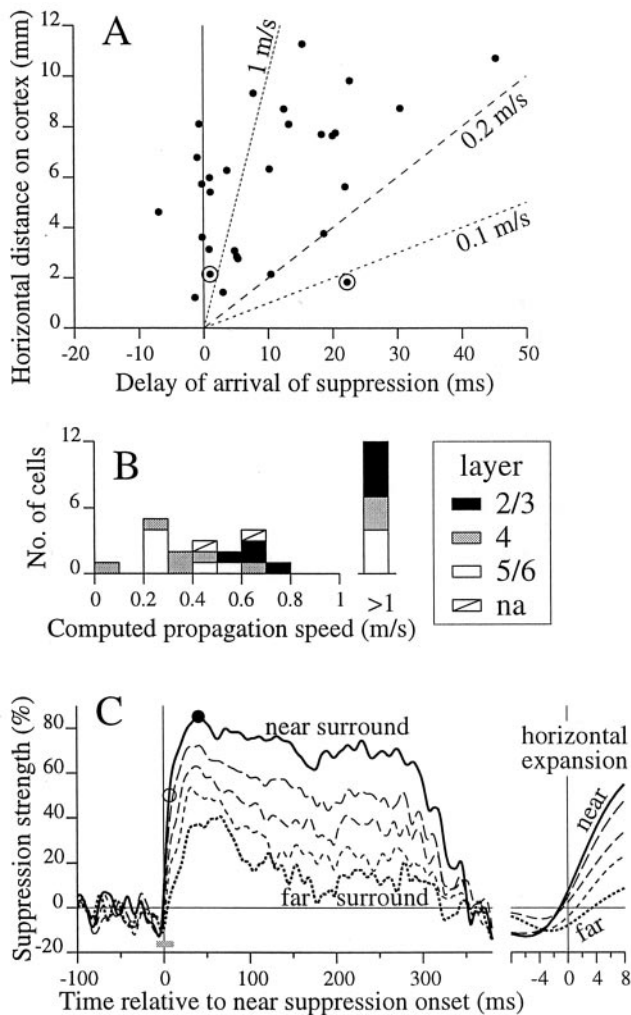 A
Horizontal distance on cortex (mm)
12
10
8
6
4
2
0
1 m/s
0.2 m/s
0.1 m/s
-20
-10
0
10
20
30
40
50
Delay of arrival of suppression (ms)
B
No. of cells
12
6
0
0
0.2
0.4
0.6
0.8
1
>1
Computed propagation speed (m/s)
layer
2/3
4
5/6
na
C
Suppression strength (%)
80
60
40
20
0
-20
near surround
far surround
-100
0
100
200
300
Time relative to near suppression onset (ms)
horizontal
expansion
near
far
-4
0
4
8